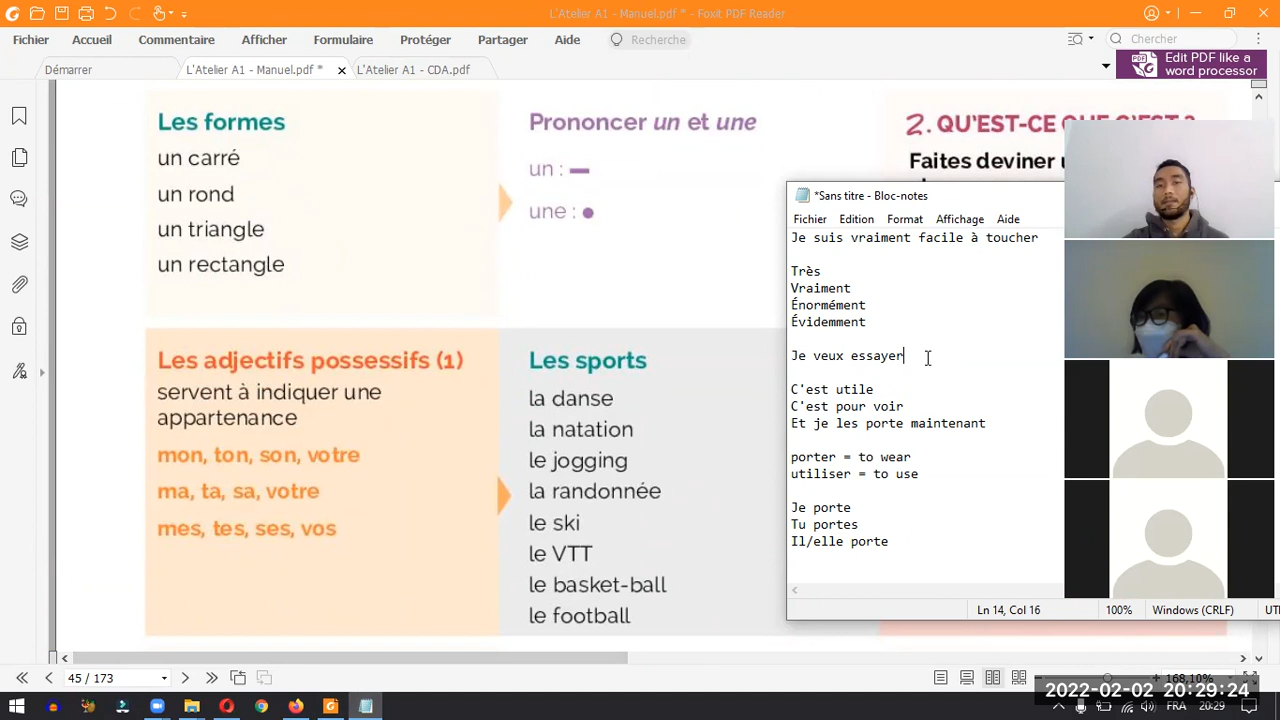 L'Atelier A1 - Manuel.pdf * - Foxit PDF Reader
Fichier Accueil Commentaire Afficher Formulaire Protéger Partager Aide Recherche Chercher
Démarrer L'Atelier A1 - Manuel.pdf * L'Atelier A1 - CDA.pdf
Edit PDF like a
word processor
Les formes
un carré
un rond
un triangle
un rectangle
Prononcer un et une
un :
une :
2. QU'EST-CE QUE C'EST ?
Faites deviner
Les adjectifs possessifs (1)
servent à indiquer une
appartenance
mon, ton, son, votre
ma, ta, sa, votre
mes, tes, ses, vos
Les sports
la danse
la natation
le jogging
la randonnée
le ski
le VTT
le basket-ball
le football
*Sans titre - Bloc-notes
Fichier Edition Format Affichage Aide
Je suis vraiment facile à toucher
Très
Vraiment
Énormément
Évidemment
Je veux essayer
C'est utile
C'est pour voir
Et je les porte maintenant
porter = to wear
utiliser = to use
Je porte
Tu portes
Il/elle porte
Ln 14, Col 16 100% Windows (CRLF) UT
45 / 173 168,10%
2022-02-02 20:29:24
FRA 20:29